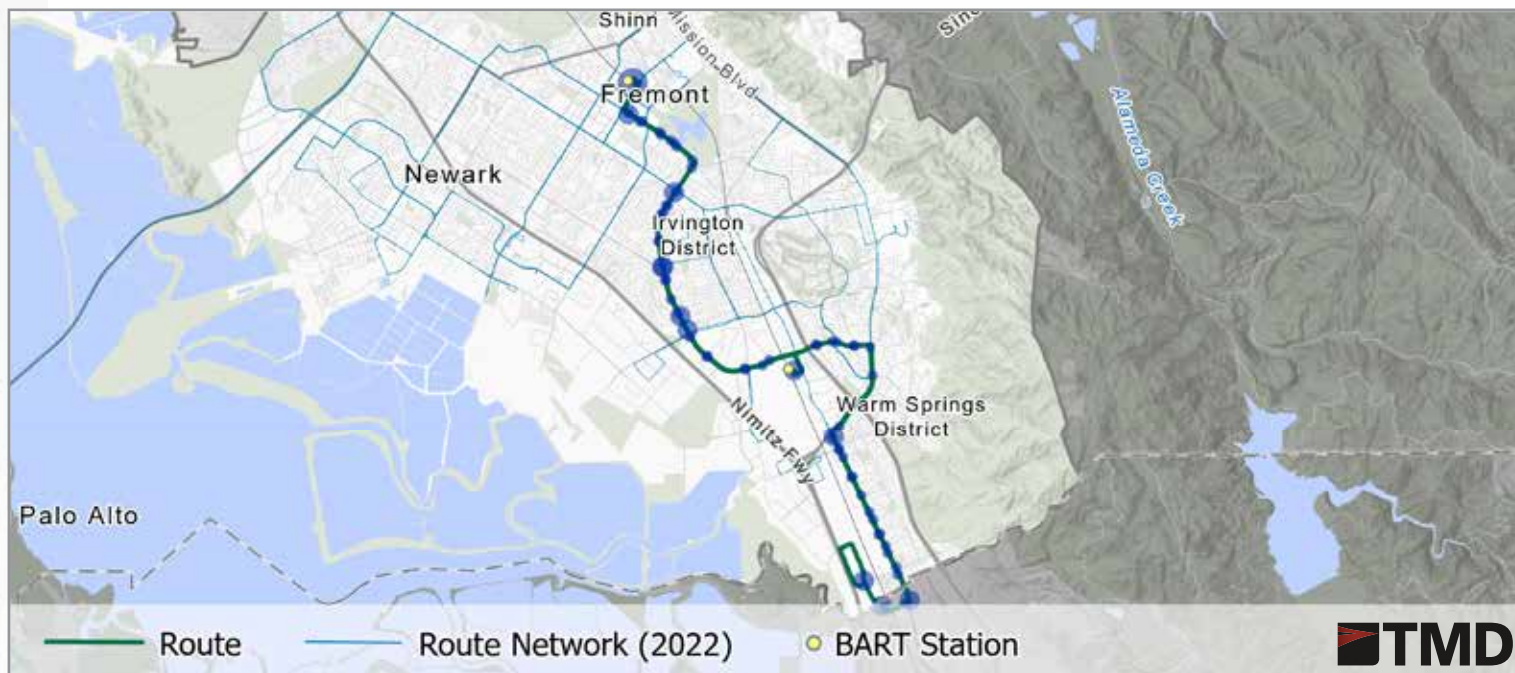 Shinn
Mission-Blvd
Fremont
Newark
Irvington
District
Alameda Creek
Warm Springs
District
Nimitz-Fwy
Palo Alto
Route
Route Network (2022)
BART Station
TMD